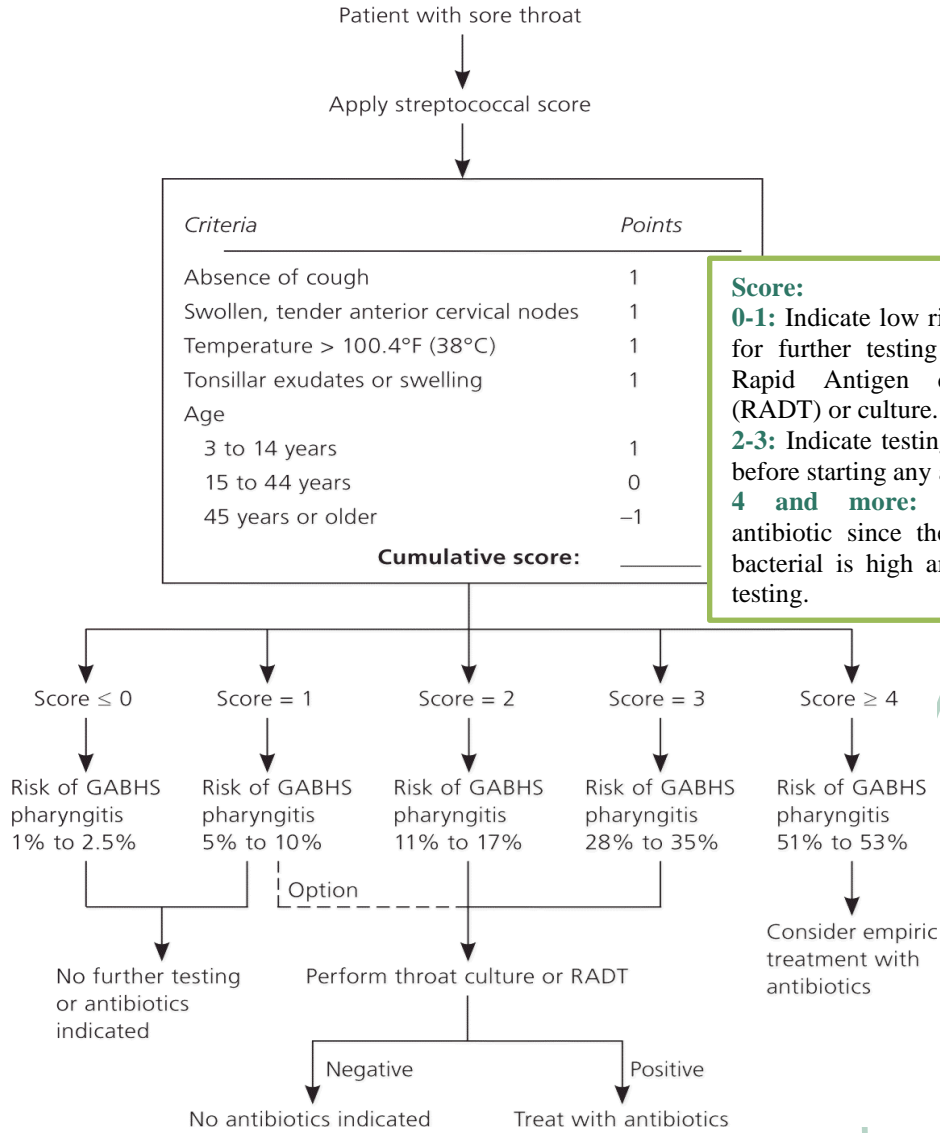 Patient with sore throat
Apply streptococcal score
Criteria Points
Absence of cough 1
Swollen, tender anterior cervical nodes 1
Temperature > 100.4°F (38°C) 1
Tonsillar exudates or swelling 1
Age
3 to 14 years 1
15 to 44 years 0
45 years or older –1
Cumulative score:
Score:
0-1: Indicate low
for further testing
Rapid Antigen
(RADT) or culture.
2-3: Indicate
before starting any
4 and more:
antibiotic since
bacterial is high
testing.
Score ≤ 0 Score = 1 Score = 2 Score = 3 Score ≥ 4
Risk of GABHS Risk of GABHS Risk of GABHS Risk of GABHS Risk of GABHS
pharyngitis pharyngitis pharyngitis pharyngitis pharyngitis
1% to 2.5% 5% to 10% 11% to 17% 28% to 35% 51% to 53%
Option
No further testing
or antibiotics
indicated
Perform throat culture or RADT
Consider empiric
treatment with
antibiotics
Negative Positive
No antibiotics indicated Treat with antibiotics